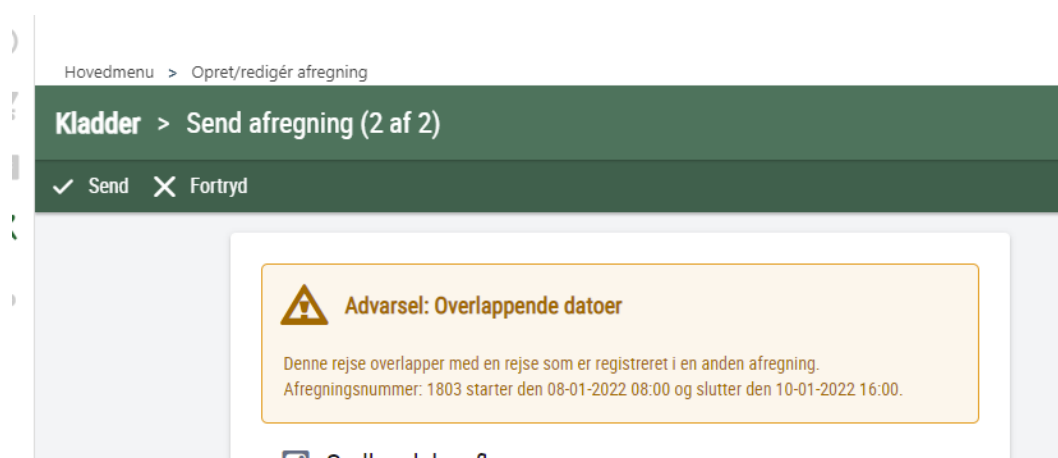 Hovedmenu > Opret/redigér afregning
Kladder > Send afregning (2 af 2)
Send Fortryd
Advarsel: Overlappende datoer
Denne rejse overlapper med en rejse som er registreret i en anden afregning.
Afregningsnummer: 1803 starter den 08-01-2022 08:00 og slutter den 10-01-2022 16:00.